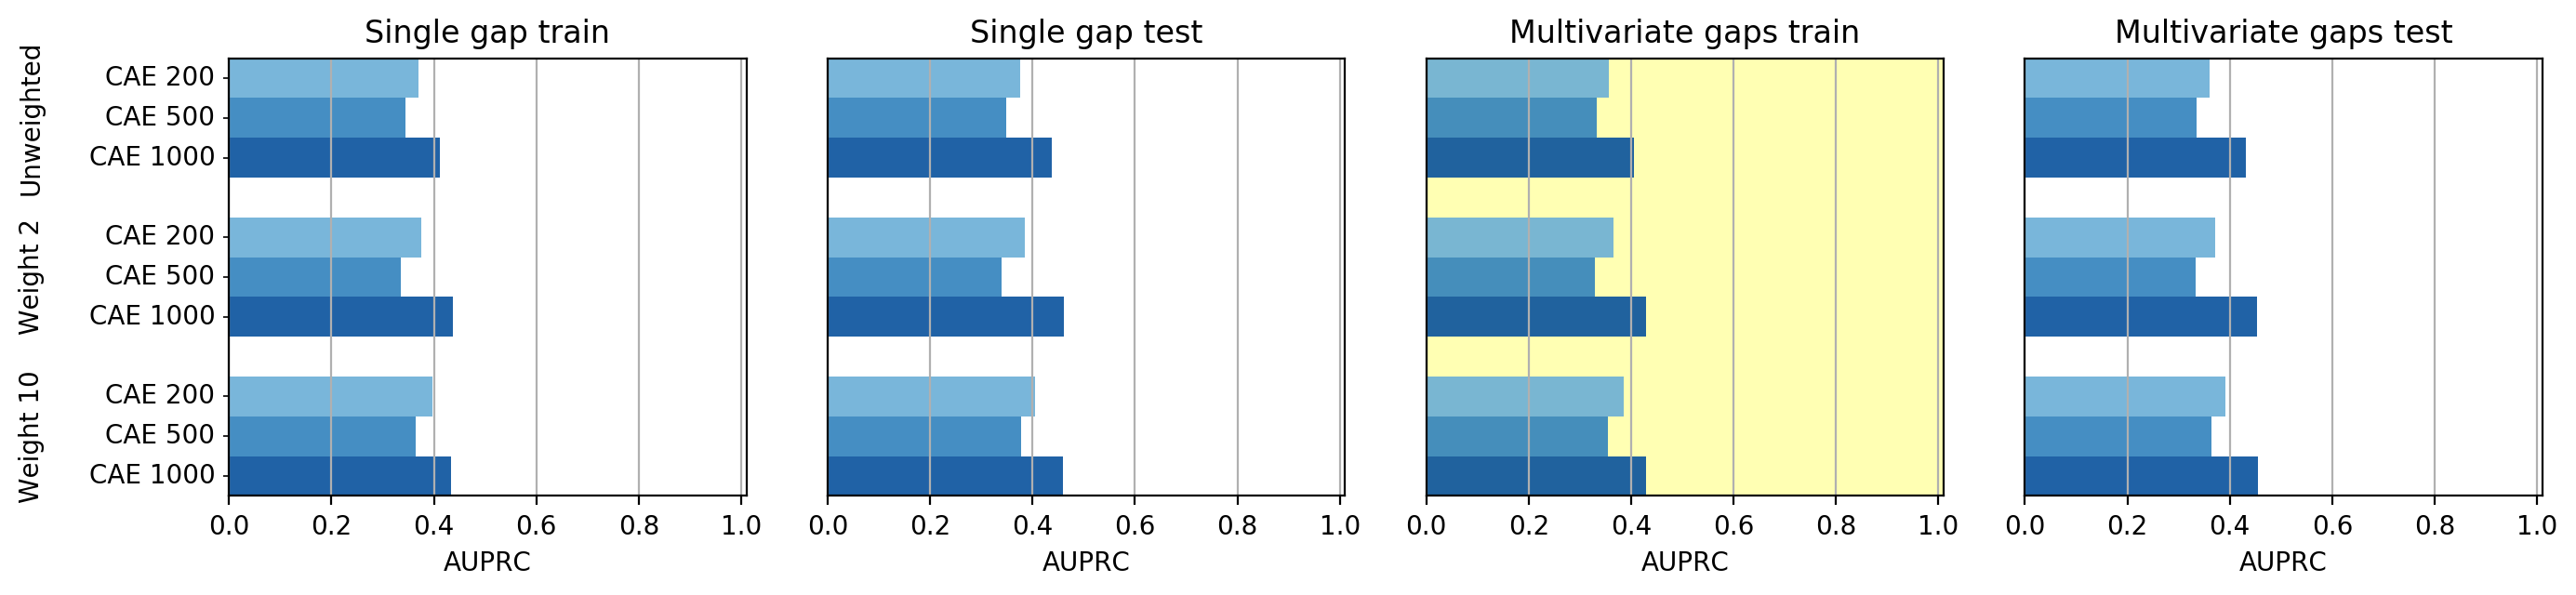 Single gap train
Single gap test
Multivariate gaps train
Multivariate gaps test
Unweighted
CAE 200
CAE 500
CAE 1000
Weight 2
CAE 200
CAE 500
CAE 1000
Weight 10
CAE 200
CAE 500
CAE 1000
0.0 0.2 0.4 0.6 0.8 1.0
0.0 0.2 0.4 0.6 0.8 1.0
0.0 0.2 0.4 0.6 0.8 1.0
0.0 0.2 0.4 0.6 0.8 1.0
AUPRC
AUPRC
AUPRC
AUPRC